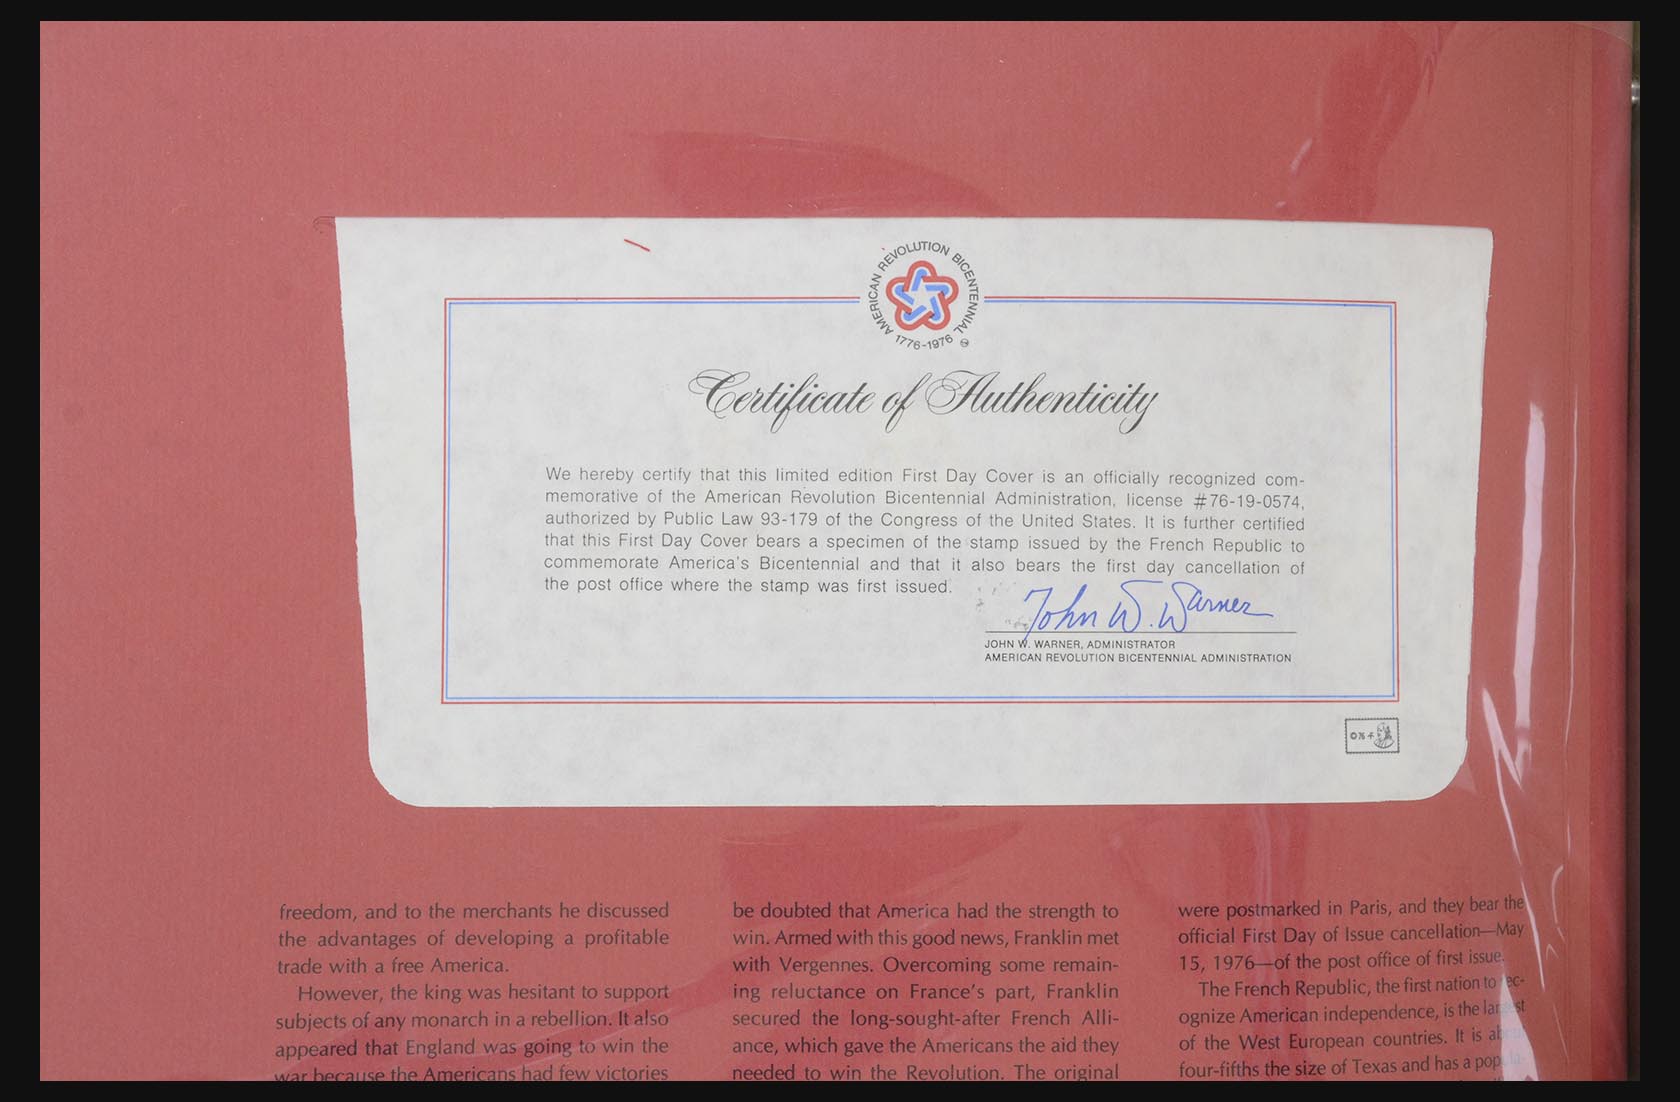 AMERICAN REVOLUTION BICENTENNIAL
1776-1976
Certificate of Authenticity
We hereby certify that this limited edition First Day Cover is an officially recognized com-
memorative of the American Revolution Bicentennial Administration, license #76-19-0574,
authorized by Public Law 93-179 of the Congress of the United States. It is further certified
that this First Day Cover bears a specimen of the stamp issued by the French Republic to
commemorate America's Bicentennial and that it also bears the first day cancellation of
the post office where the stamp was first issued.
John W. Warner
JOHN W. WARNER, ADMINISTRATOR
AMERICAN REVOLUTION BICENTENNIAL ADMINISTRATION
freedom, and to the merchants he discussed
the advantages of developing a profitable
trade with a free America.
However, the king was hesitant to support
subjects of any monarch in a rebellion. It also
appeared that England was going to win the
war because the Americans had few victories
be doubted that America had the strength to
win. Armed with this good news, Franklin met
with Vergennes. Overcoming some remain-
ing reluctance on France's part, Franklin
secured the long-sought-after French Alli-
ance, which gave the Americans the aid they
needed to win the Revolution. The original
were postmarked in Paris, and they bear the
official First Day of Issue cancellation—May
15, 1976—of the post office of first issue.
The French Republic, the first nation to rec-
ognize American independence, is the largest
of the West European countries. It is about
four-fifths the size of Texas and has a popula-